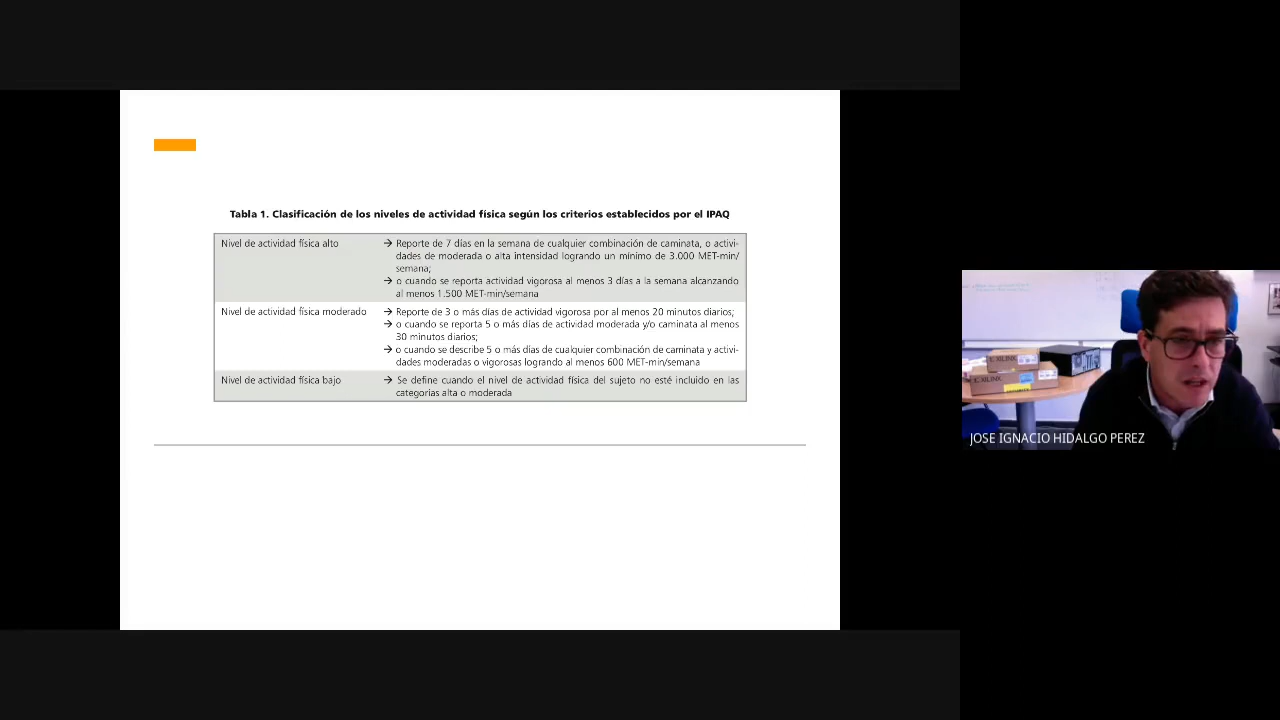 Tabla 1. Clasificación de los niveles de actividad física según los criterios establecidos por el IPAQ
Nivel de actividad física alto
→ Reporte de 7 días en la semana de cualquier combinación de caminata, o activi-
dades de moderada o alta intensidad logrando un mínimo de 3.000 MET-min/
semana;
→ o cuando se reporta actividad vigorosa al menos 3 días a la semana alcanzando
al menos 1.500 MET-min/semana
Nivel de actividad física moderado
→ Reporte de 3 o más días de actividad vigorosa por al menos 20 minutos diarios;
→ o cuando se reporta 5 o más días de actividad moderada y/o caminata al menos
30 minutos diarios;
→ o cuando se describe 5 o más días de cualquier combinación de caminata y activi-
dades moderadas o vigorosas logrando al menos 600 MET-min/semana
Nivel de actividad física bajo
→ Se define cuando el nivel de actividad física del sujeto no esté incluido en las
categorías alta o moderada
XILINX
XILINX
JOSE IGNACIO HIDALGO PEREZ